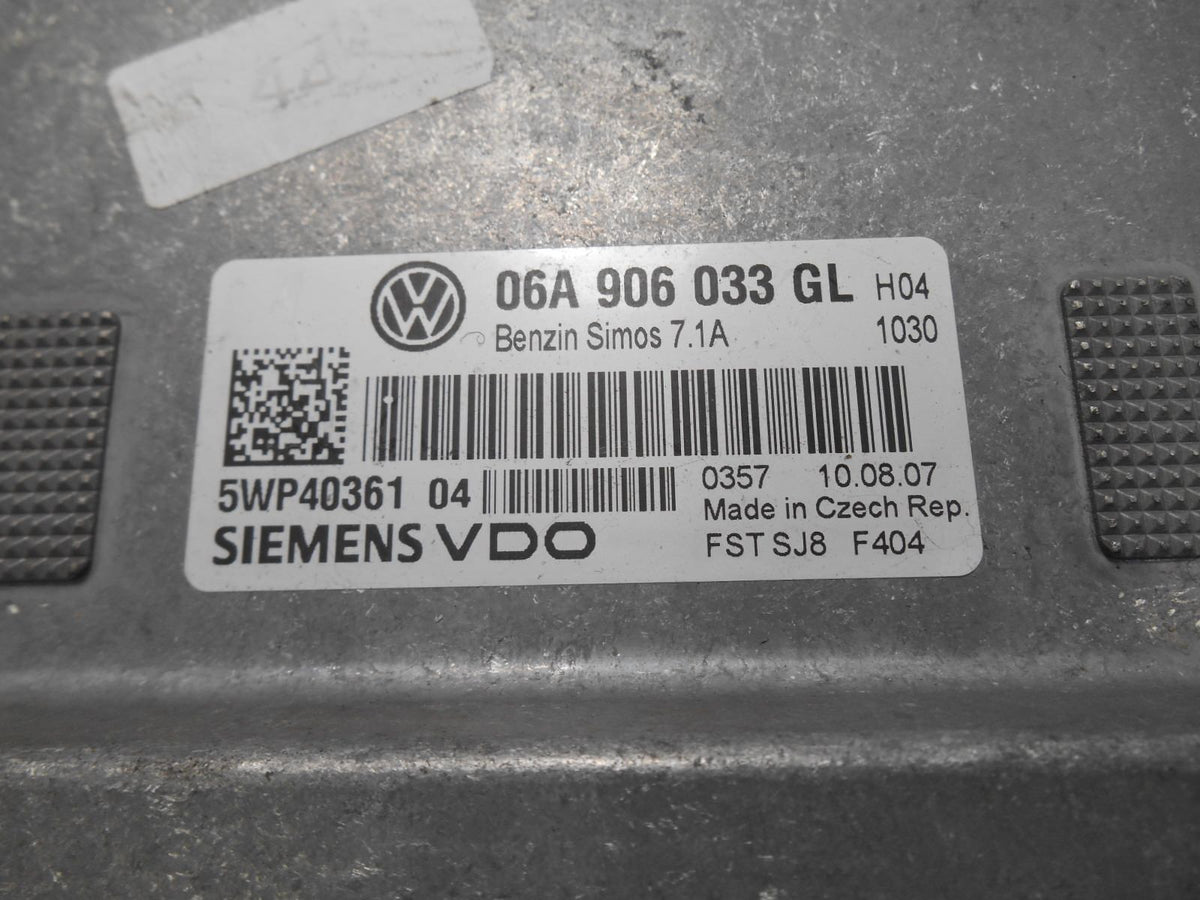 06A 906 033 GL H04
Benzin Simos 7.1A 1030
5WP40361 04
0357 10.08.07
Made in Czech Rep.
SIEMENS VDO
FST SJ8 F404